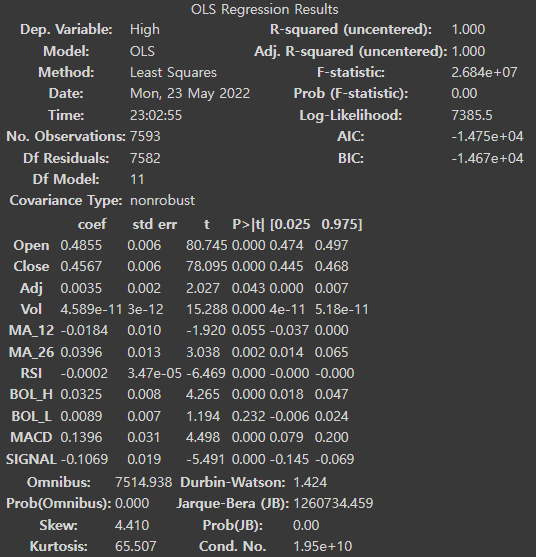 OLS Regression Results
Dep. Variable: High R-squared (uncentered): 1.000
Model: OLS Adj. R-squared (uncentered): 1.000
Method: Least Squares F-statistic: 2.684e+07
Date: Mon, 23 May 2022 Prob (F-statistic): 0.00
Time: 23:02:55 Log-Likelihood: 7385.5
No. Observations: 7593 AIC: -1.475e+04
Df Residuals: 7582 BIC: -1.467e+04
Df Model: 11
Covariance Type: nonrobust
coef std err t P>|t| [0.025 0.975]
Open 0.4855 0.006 80.745 0.000 0.474 0.497
Close 0.4567 0.006 78.095 0.000 0.445 0.468
Adj 0.0035 0.002 2.027 0.043 0.000 0.007
Vol 4.589e-11 3e-12 15.288 0.000 4e-11 5.18e-11
MA_12 -0.0184 0.010 -1.920 0.055 -0.037 0.000
MA_26 0.0396 0.013 3.038 0.002 0.014 0.065
RSI -0.0002 3.47e-05 -6.469 0.000 -0.000 -0.000
BOL_H 0.0325 0.008 4.265 0.000 0.018 0.047
BOL_L 0.0089 0.007 1.194 0.232 -0.006 0.024
MACD 0.1396 0.031 4.498 0.000 0.079 0.200
SIGNAL -0.1069 0.019 -5.491 0.000 -0.145 -0.069
Omnibus: 7514.938 Durbin-Watson: 1.424
Prob(Omnibus): 0.000 Jarque-Bera (JB): 1260734.459
Skew: 4.410 Prob(JB): 0.00
Kurtosis: 65.507 Cond. No. 1.95e+10